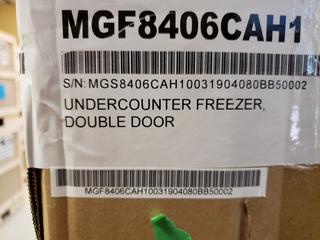 MGF8406CAH1
S/N: MGS8406CAH10031904080BB50002
UNDERCOUNTER FREEZER,
DOUBLE DOOR
MGF8406CAH10031904080BB50002